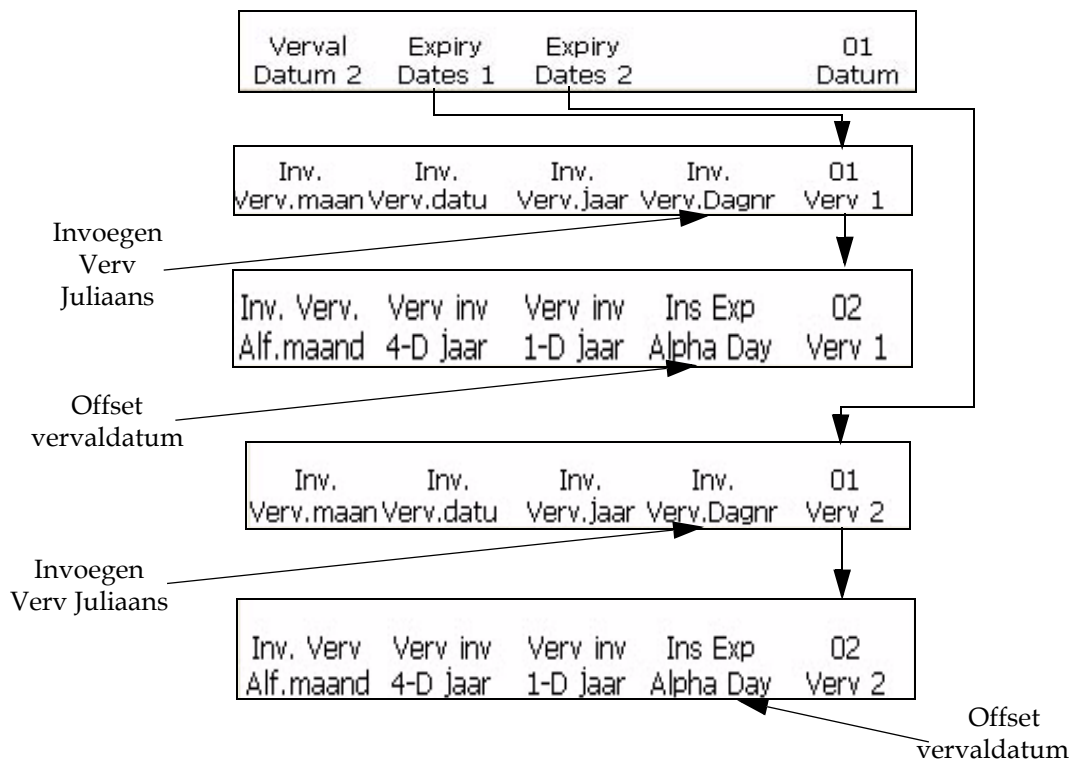 Verval Expiry Expiry 01
Datum 2 Dates 1 Dates 2 Datum
Inv. Inv. Inv. Inv. 01
Verv.maan Verv.datu Verv.jaar Verv.Dagnr Verv 1
Invoegen
Verv
Juliaans
Inv. Verv. Verv inv Verv inv Ins Exp 02
Alf.maand 4-D jaar 1-D jaar Alpha Day Verv 1
Offset
vervaldatum
Inv. Inv. Inv. Inv. 01
Verv.maan Verv.datu Verv.jaar Verv.Dagnr Verv 2
Invoegen
Verv Juliaans
Inv. Verv Verv inv Verv inv Ins Exp 02
Alf.maand 4-D jaar 1-D jaar Alpha Day Verv 2
Offset
vervaldatum